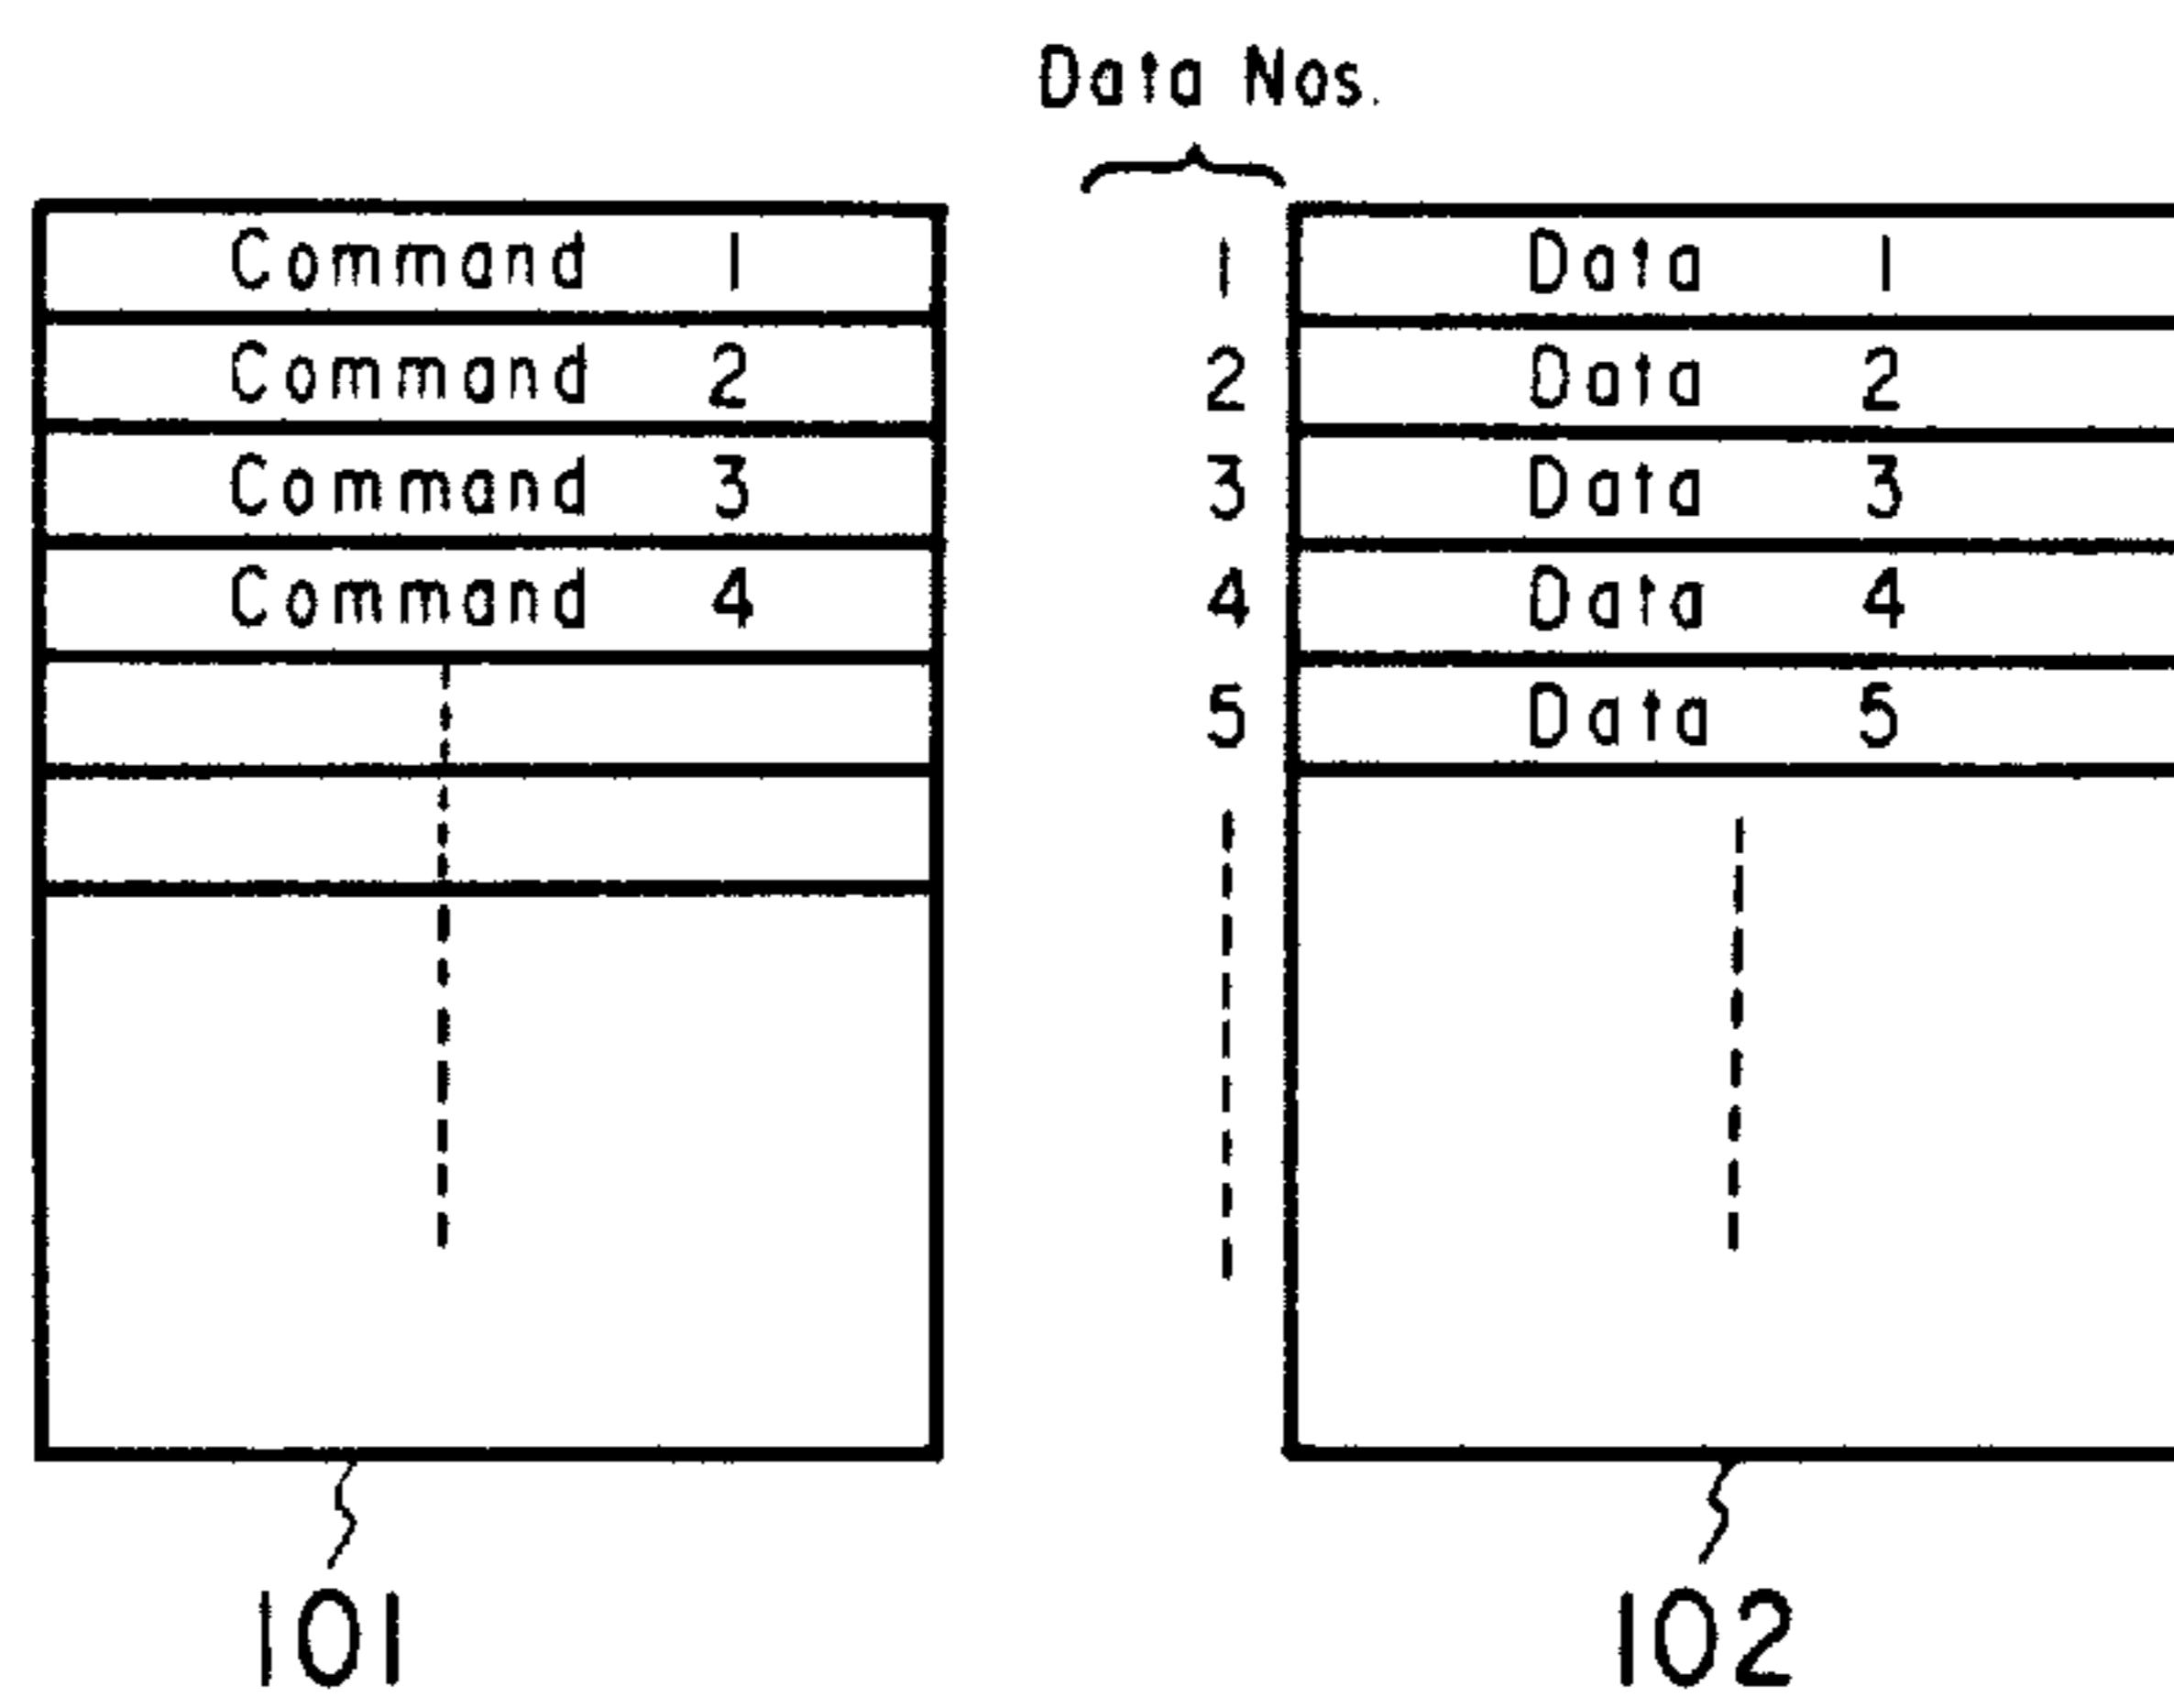 Data Nos.
Command 1
Command 2
Command 3
Command 4
1 Data 1
2 Data 2
3 Data 3
4 Data 4
5 Data 5
101
102